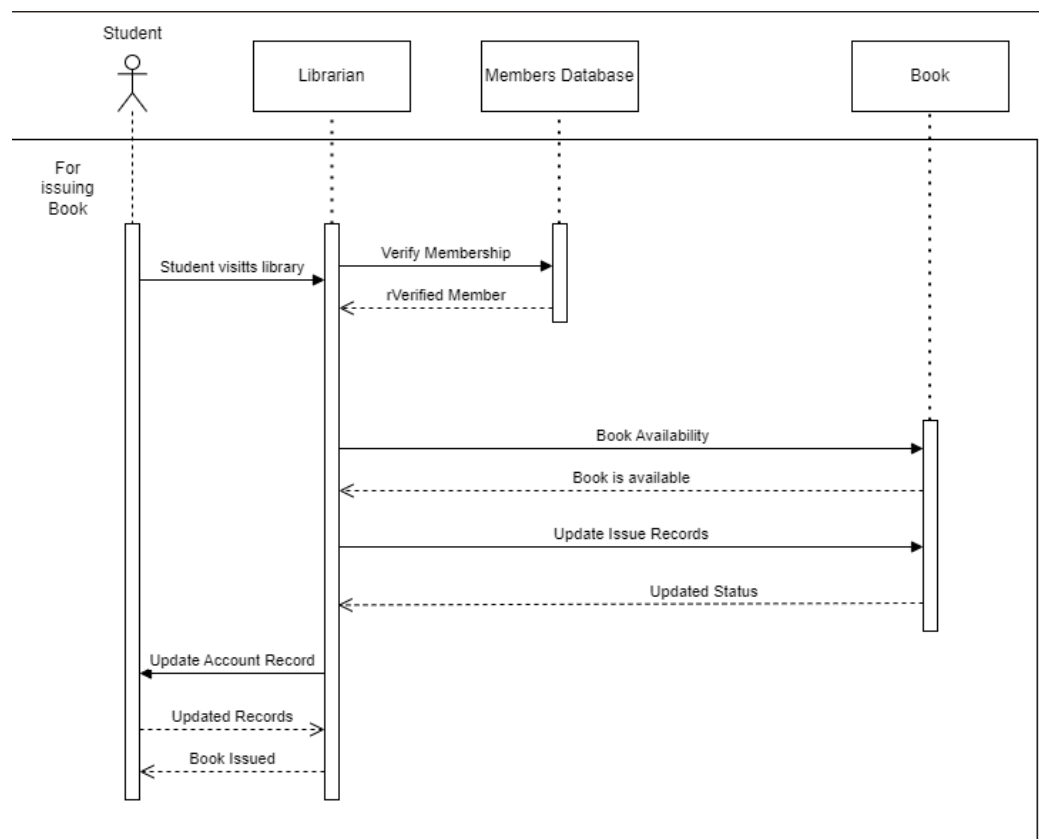 Student
Librarian
Members Database
Book
For
issuing
Book
Verify Membership
Student visitts library
rVerified Member
Book Availability
Book is available
Update Issue Records
Updated Status
Update Account Record
Updated Records
Book Issued